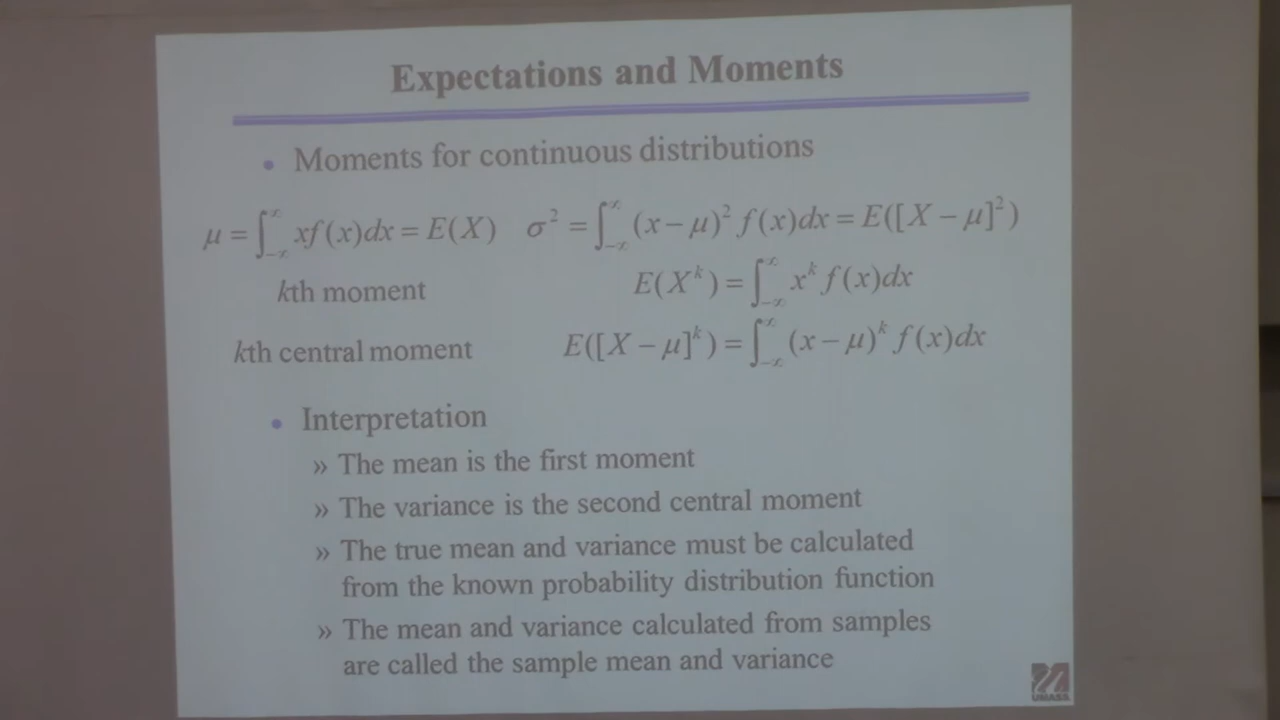 Expectations and Moments
• Moments for continuous distributions
μ = ∫_{-∞}^{∞} xf(x)dx = E(X)   σ² = ∫_{-∞}^{∞} (x − μ)² f(x)dx = E([X − μ]²)
kth moment   E(X^k) = ∫_{-∞}^{∞} x^k f(x)dx
kth central moment   E([X − μ]^k) = ∫_{-∞}^{∞} (x − μ)^k f(x)dx
• Interpretation
» The mean is the first moment
» The variance is the second central moment
» The true mean and variance must be calculated
from the known probability distribution function
» The mean and variance calculated from samples
are called the sample mean and variance
UMASS